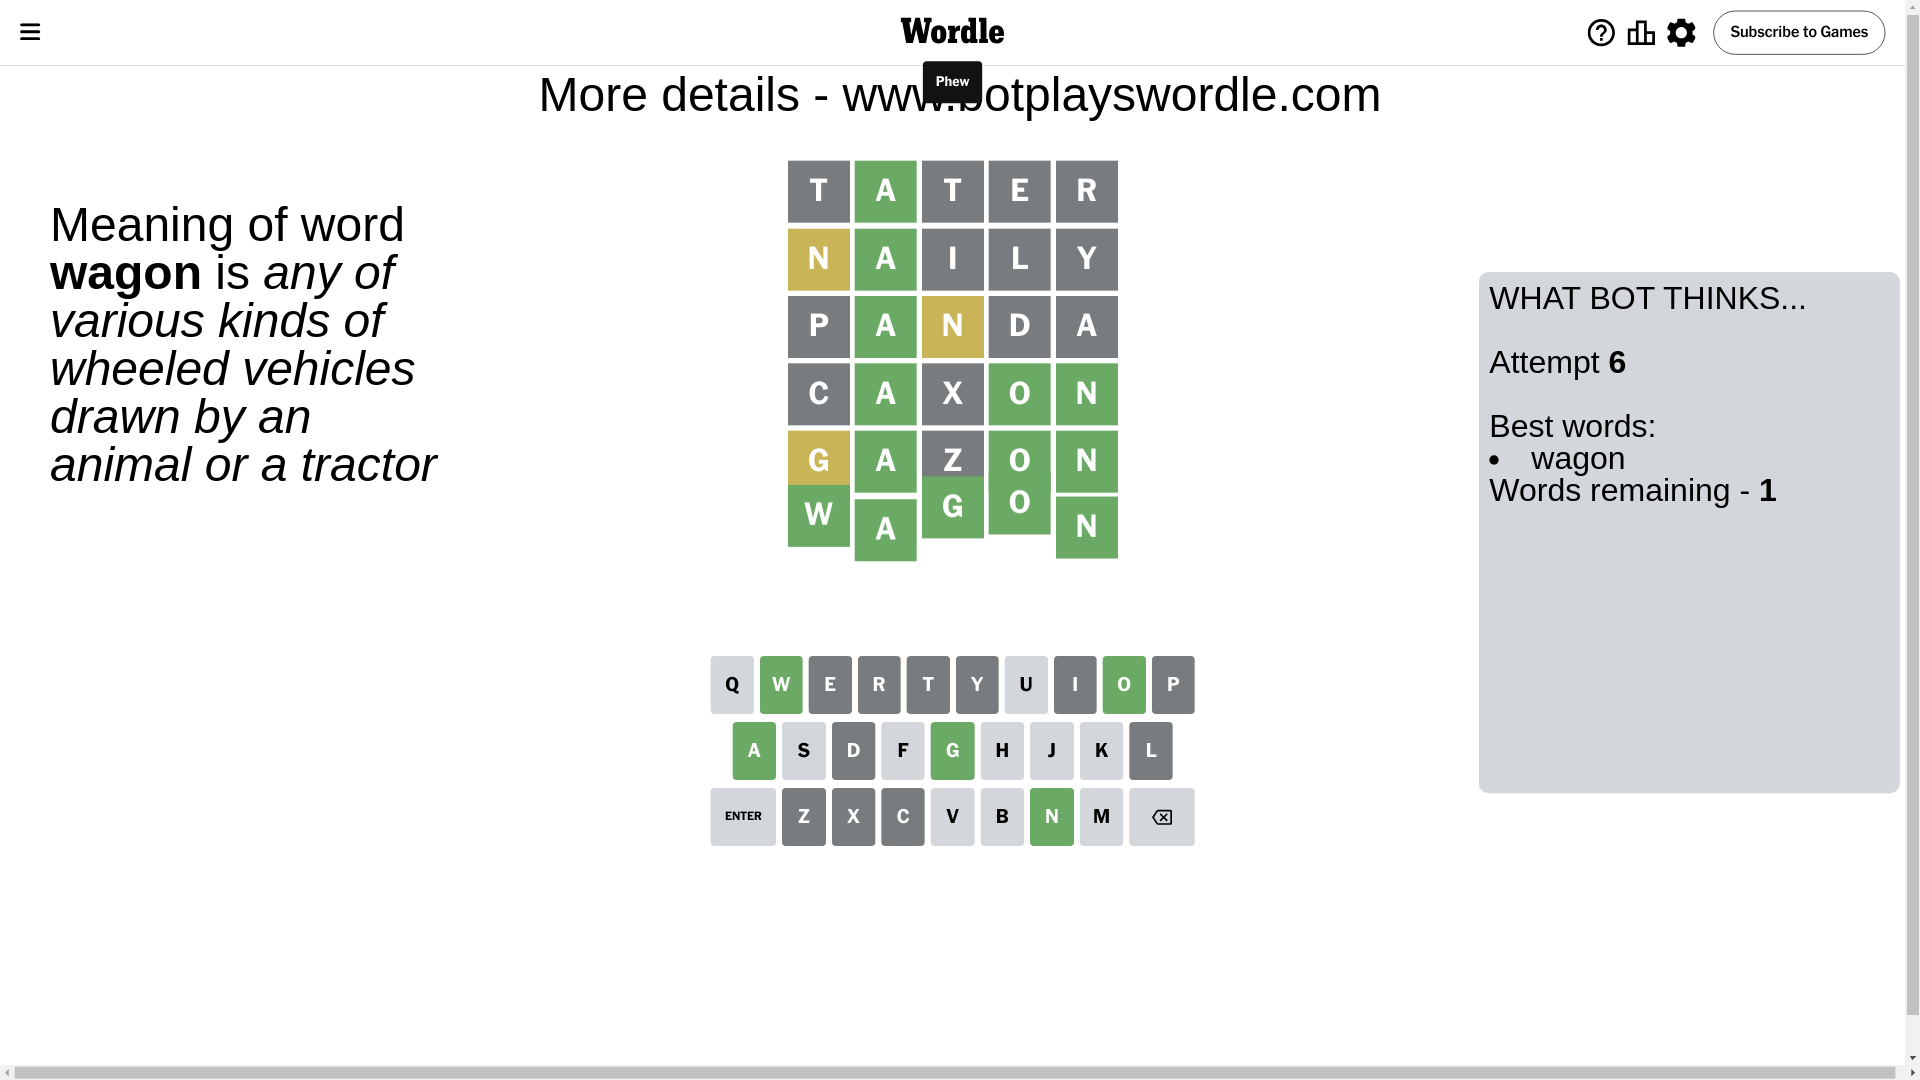 Wordle
Subscribe to Games
Phew
More details - www.botplayswordle.com
Meaning of word
wagon is any of
various kinds of
wheeled vehicles
drawn by an
animal or a tractor
T A T E R
N A I L Y
P A N D A
C A X O N
G A Z O N
W A G O N
WHAT BOT THINKS...
Attempt 6
Best words:
• wagon
Words remaining - 1
Q W E R T Y U I O P
A S D F G H J K L
ENTER Z X C V B N M